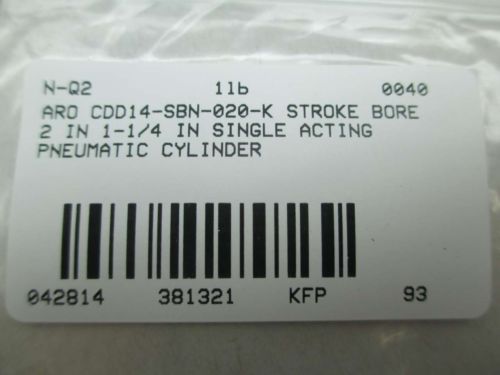 N-Q2 1lb 0040
ARO CDD14-SBN-020-K STROKE BORE
2 IN 1-1/4 IN SINGLE ACTING
PNEUMATIC CYLINDER
042814 381321 KFP 93